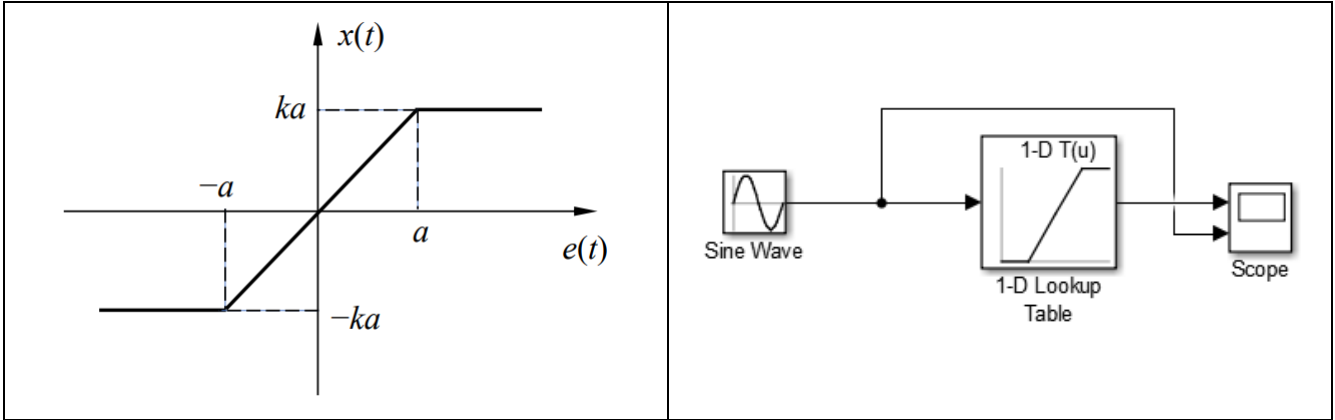 x(t)
ka
−a
a
e(t)
−ka
1-D T(u)
Sine Wave
1-D Lookup
Table
Scope